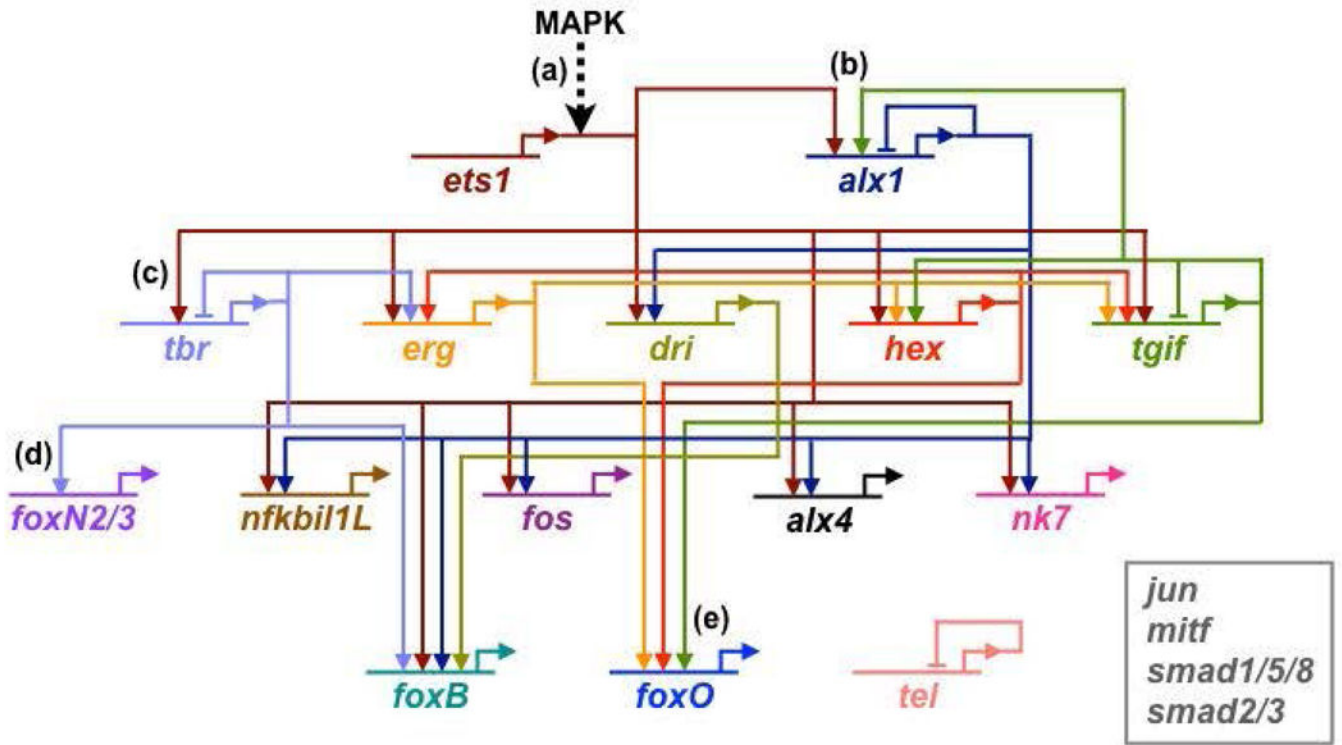 MAPK
(a)
(b)
ets1
alx1
(c)
tbr
erg
dri
hex
tgif
(d)
foxN2/3
nfkbil1L
fos
alx4
nk7
(e)
foxB
foxO
tel
jun
mitf
smad1/5/8
smad2/3